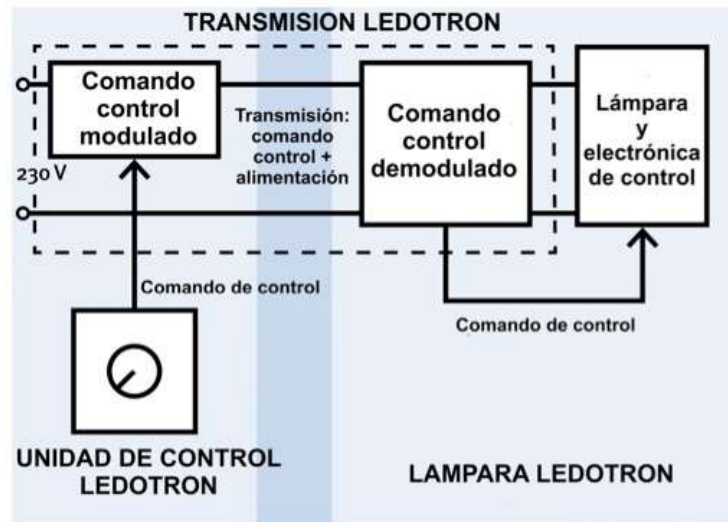 TRANSMISION LEDOTRON
Comando
control
modulado
Transmisión:
comando
control +
alimentación
Comando
control
demodulado
Lámpara
y
electrónica
de control
230 V
Comando de control
Comando de control
UNIDAD DE CONTROL
LEDOTRON
LAMPARA LEDOTRON